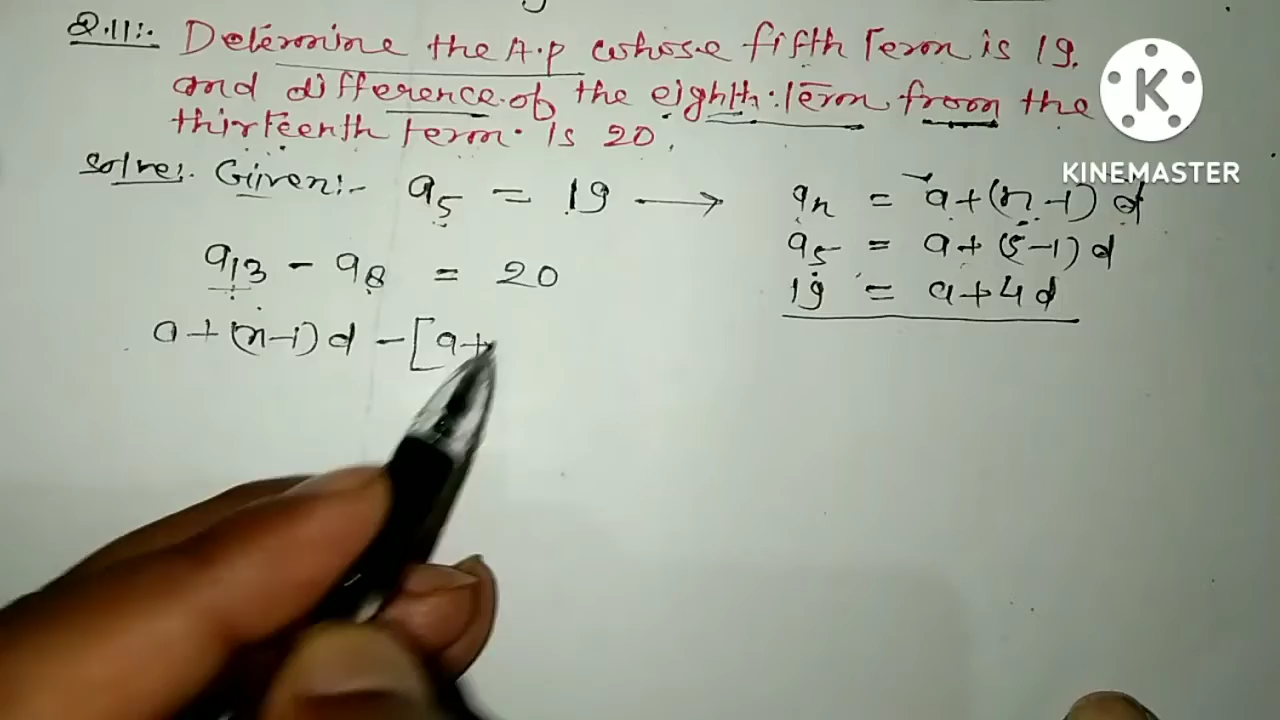 Q.11:. Determine the A.P whose fifth Term is 19.
and difference of the eighth term from the
thirteenth term. is 20.
Solve:. Given:- a5 = 19 → an = a+(n-1)d
a13 - a8 = 20 a5 = a+(5-1)d
19 = a+4d
a+(n-1)d -[a+
K
KINEMASTER